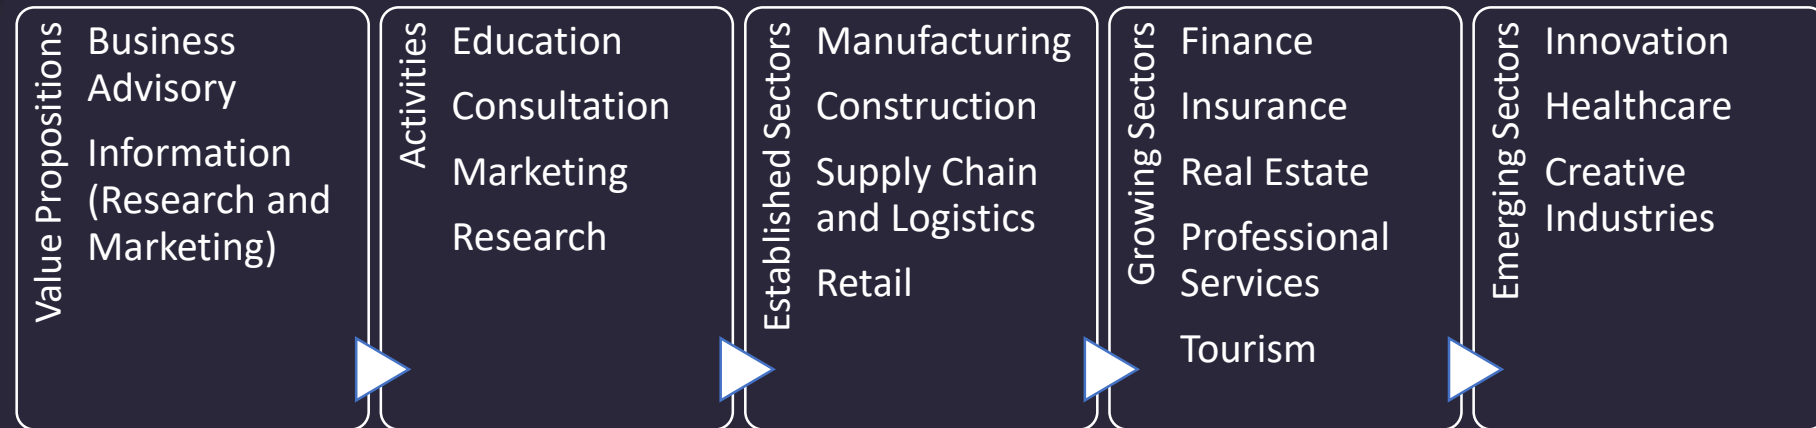 Value Propositions
Business
Advisory
Information
(Research and
Marketing)
Activities
Education
Consultation
Marketing
Research
Established Sectors
Manufacturing
Construction
Supply Chain
and Logistics
Retail
Growing Sectors
Finance
Insurance
Real Estate
Professional
Services
Tourism
Emerging Sectors
Innovation
Healthcare
Creative
Industries